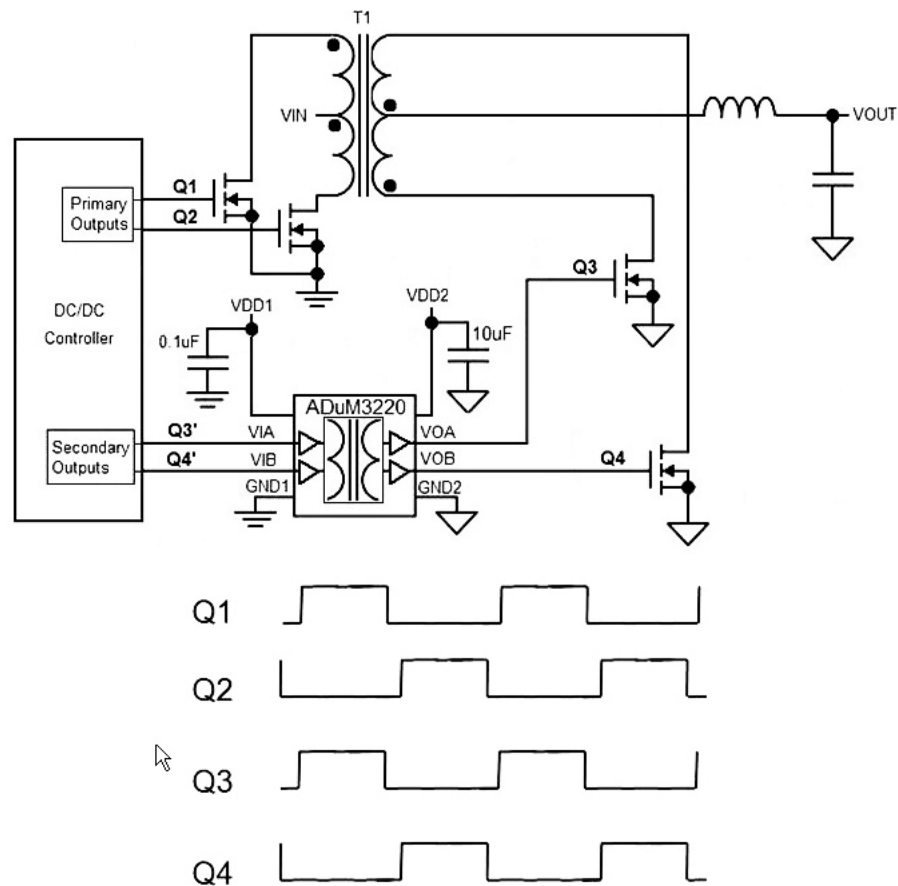 T1
VIN
VOUT
Q1
Primary
Outputs
Q2
Q3
DC/DC
Controller
VDD1
VDD2
0.1uF
10uF
ADuM3220
Q3'
VIA
VOA
Secondary
Outputs
Q4'
VIB
VOB
Q4
GND1
GND2
Q1
Q2
Q3
Q4